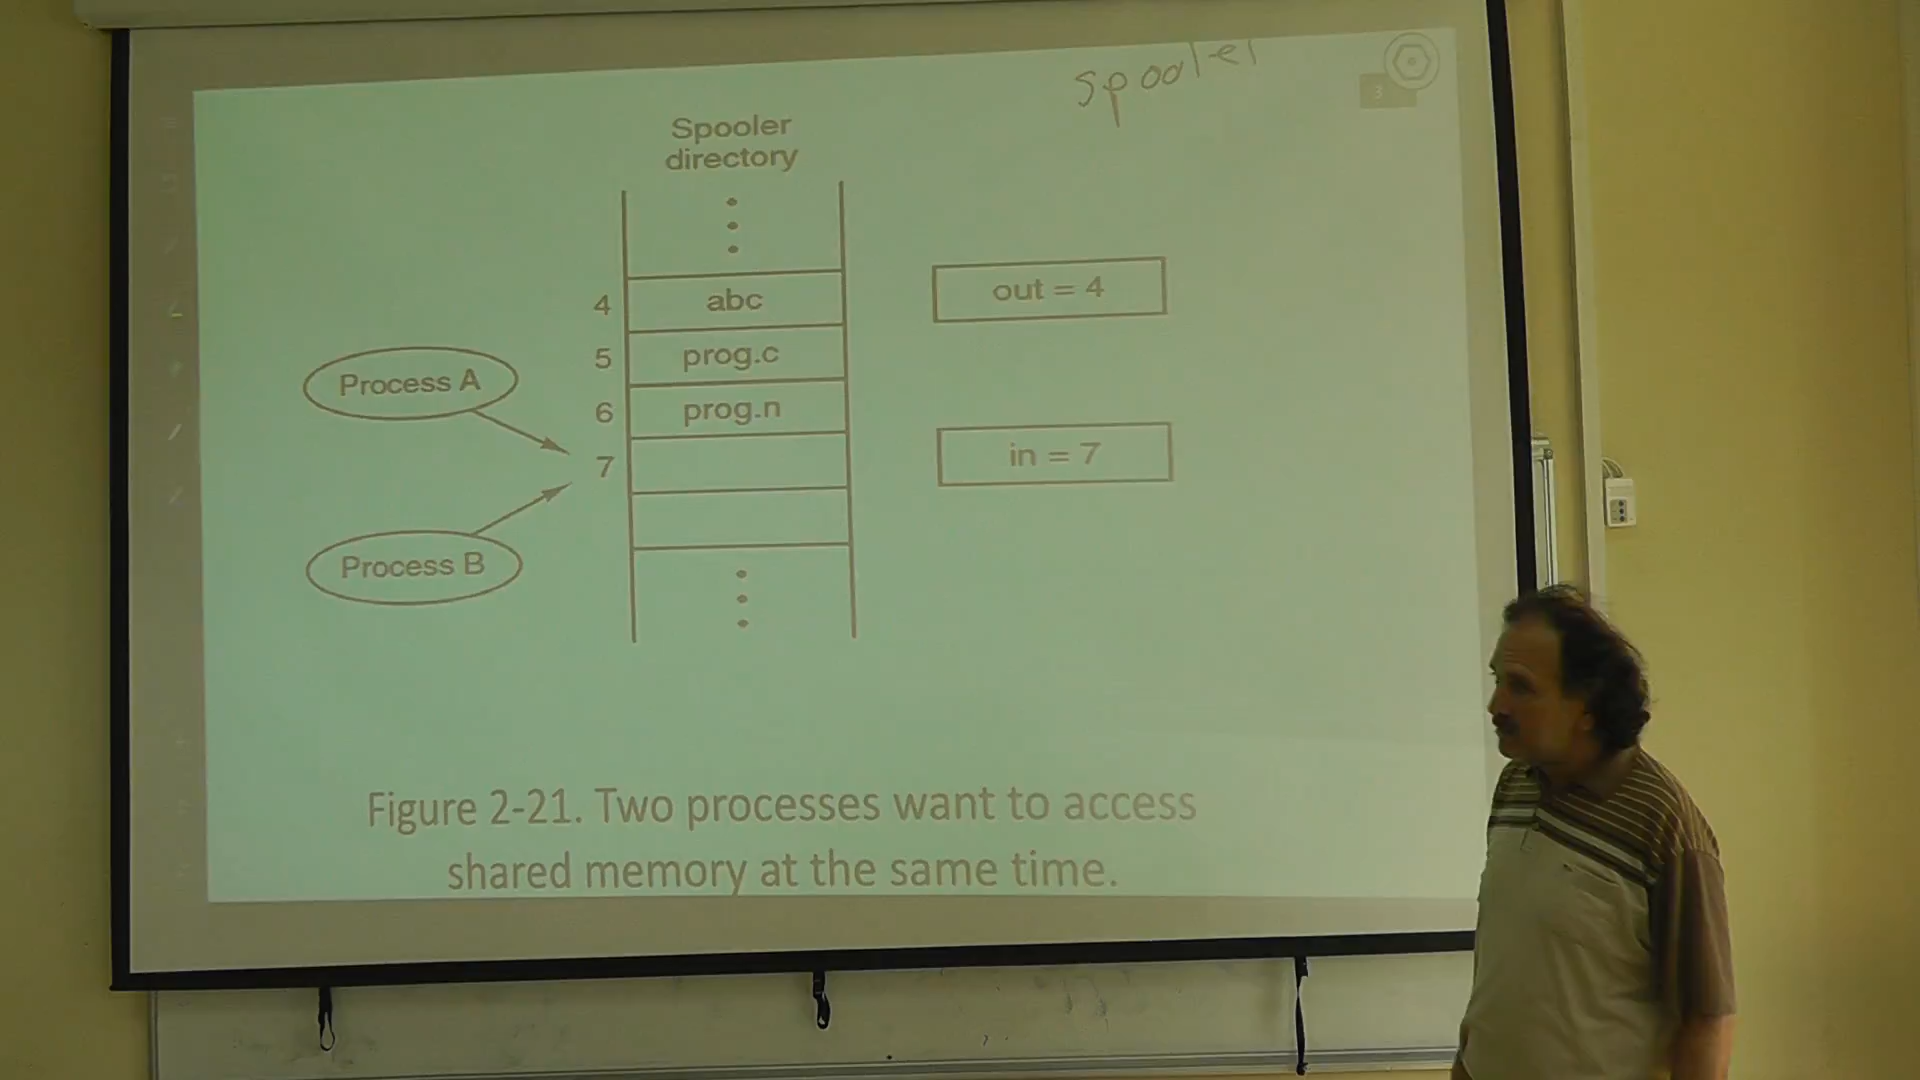 spooler
3
Spooler
directory
4 abc
5 prog.c
6 prog.n
7
out = 4
in = 7
Process A
Process B
Figure 2-21. Two processes want to access
shared memory at the same time.